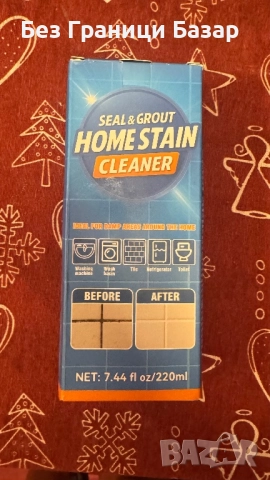 Без Граници Базар
SEAL & GROUT
HOME STAIN
CLEANER
IDEAL FOR DAMP AREAS AROUND THE HOME
Washing machine
Wash basin
Tile
Refrigerator
Toilet
BEFORE
AFTER
NET: 7.44 fl oz/220ml
BAZAR